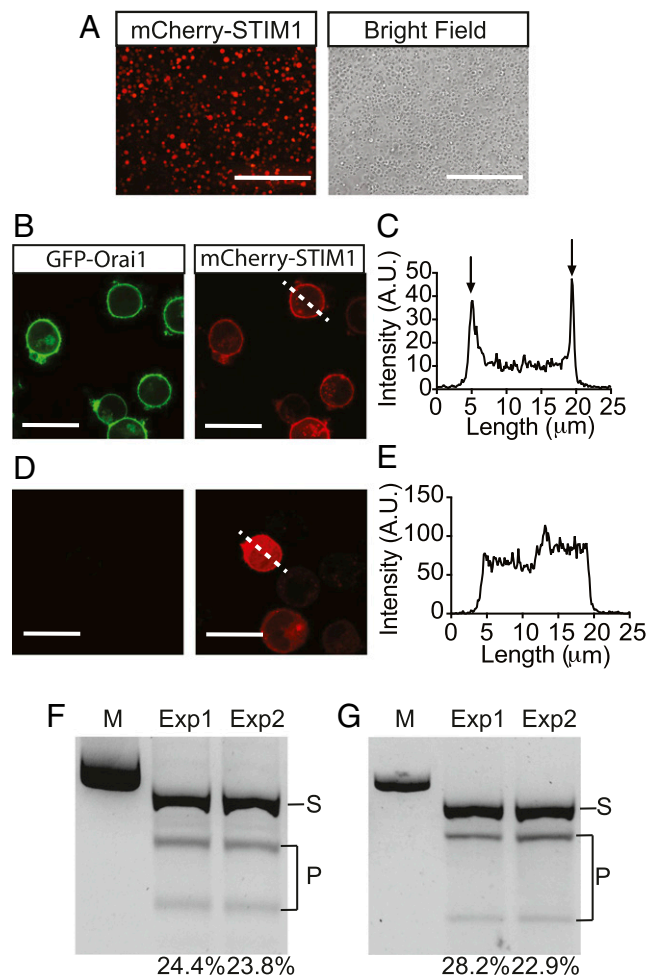 A
mCherry-STIM1
Bright Field
B
GFP-Orai1
mCherry-STIM1
C
Intensity (A.U.)
50
40
30
20
10
0
0 5 10 15 20 25
Length (μm)
D
E
Intensity (A.U.)
150
100
50
0
0 5 10 15 20 25
Length (μm)
F
M Exp1 Exp2
S
P
24.4% 23.8%
G
M Exp1 Exp2
S
P
28.2% 22.9%